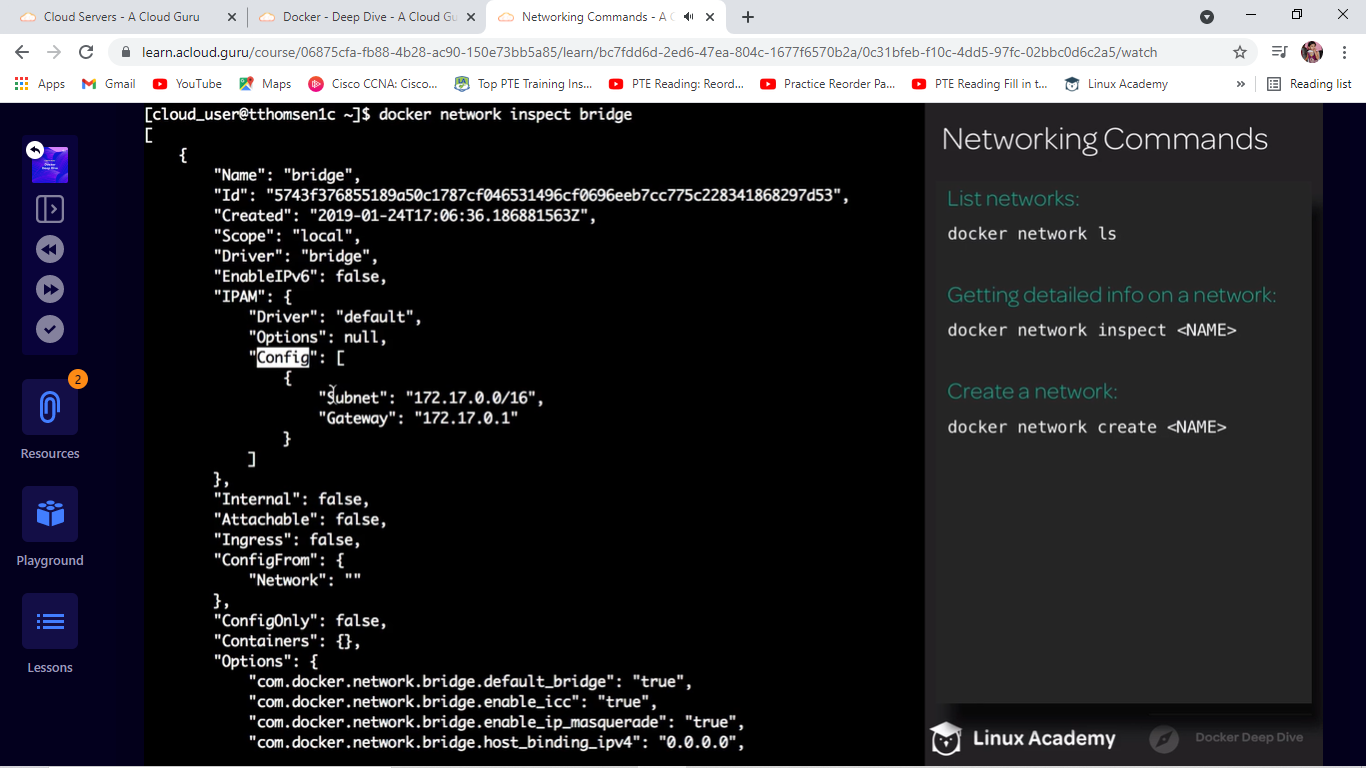 Cloud Servers - A Cloud Guru
Docker - Deep Dive - A Cloud Gu
Networking Commands - A C
learn.acloud.guru/course/06875cfa-fb88-4b28-ac90-150e73bb5a85/learn/bc7fdd6d-2ed6-47ea-804c-1677f6570b2a/0c31bfeb-f10c-4dd5-97fc-02bbc0d6c2a5/watch
Apps
Gmail
YouTube
Maps
Cisco CCNA: Cisco...
Top PTE Training Ins...
PTE Reading: Reord...
Practice Reorder Pa...
PTE Reading Fill in t...
Linux Academy
»
Reading list
2
Resources
Playground
Lessons
[cloud_user@tthomsen1c ~]$ docker network inspect bridge
[
{
"Name": "bridge",
"Id": "5743f376855189a50c1787cf046531496cf0696eeb7cc775c228341868297d53",
"Created": "2019-01-24T17:06:36.186881563Z",
"Scope": "local",
"Driver": "bridge",
"EnableIPv6": false,
"IPAM": {
"Driver": "default",
"Options": null,
"Config": [
{
"Subnet": "172.17.0.0/16",
"Gateway": "172.17.0.1"
}
]
},
"Internal": false,
"Attachable": false,
"Ingress": false,
"ConfigFrom": {
"Network": ""
},
"ConfigOnly": false,
"Containers": {},
"Options": {
"com.docker.network.bridge.default_bridge": "true",
"com.docker.network.bridge.enable_icc": "true",
"com.docker.network.bridge.enable_ip_masquerade": "true",
"com.docker.network.bridge.host_binding_ipv4": "0.0.0.0",
Networking Commands
List networks:
docker network ls
Getting detailed info on a network:
docker network inspect <NAME>
Create a network:
docker network create <NAME>
Linux Academy
Docker Deep Dive